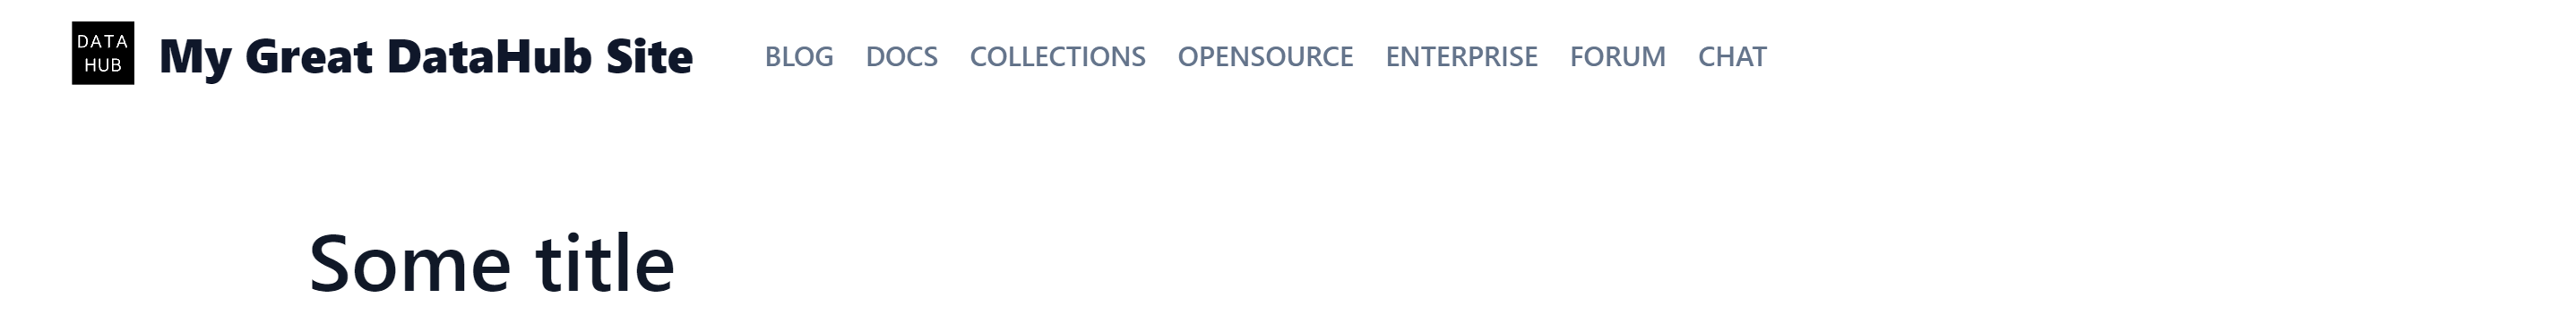 DATA
HUB
My Great DataHub Site
BLOG DOCS COLLECTIONS OPENSOURCE ENTERPRISE FORUM CHAT
Some title